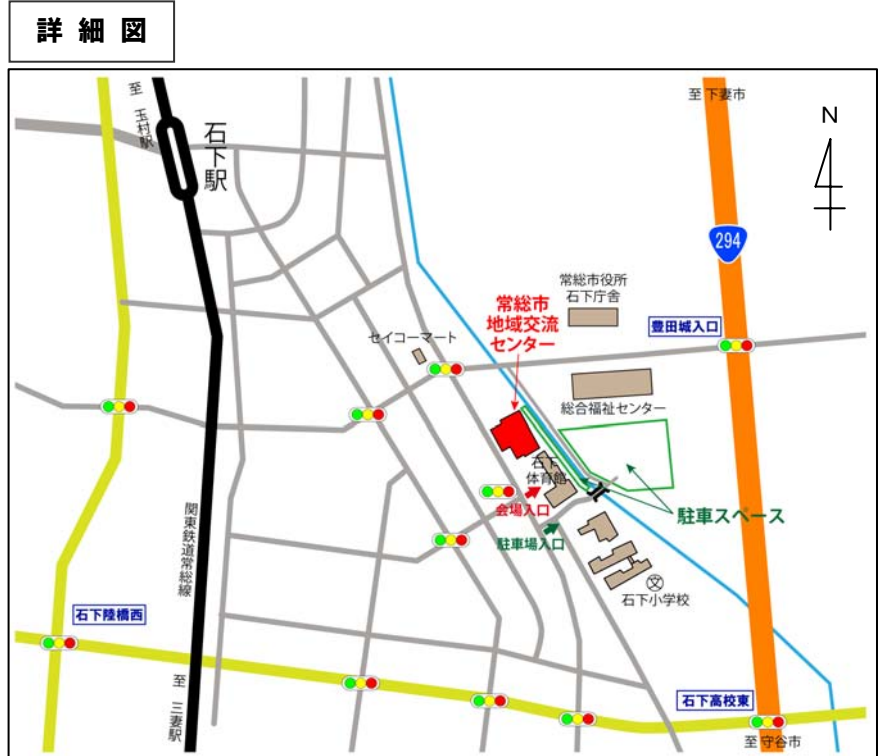 詳細図
至 玉村駅
石下駅
至 下妻市
N
294
常総市役所
石下庁舎
常総市
地域交流
センター
豊田城入口
セイコーマート
総合福祉センター
石下
体育館
会場入口
駐車スペース
駐車場入口
関東鉄道常総線
石下小学校
文
石下陸橋西
至 三妻駅
石下高校東
至 守谷市